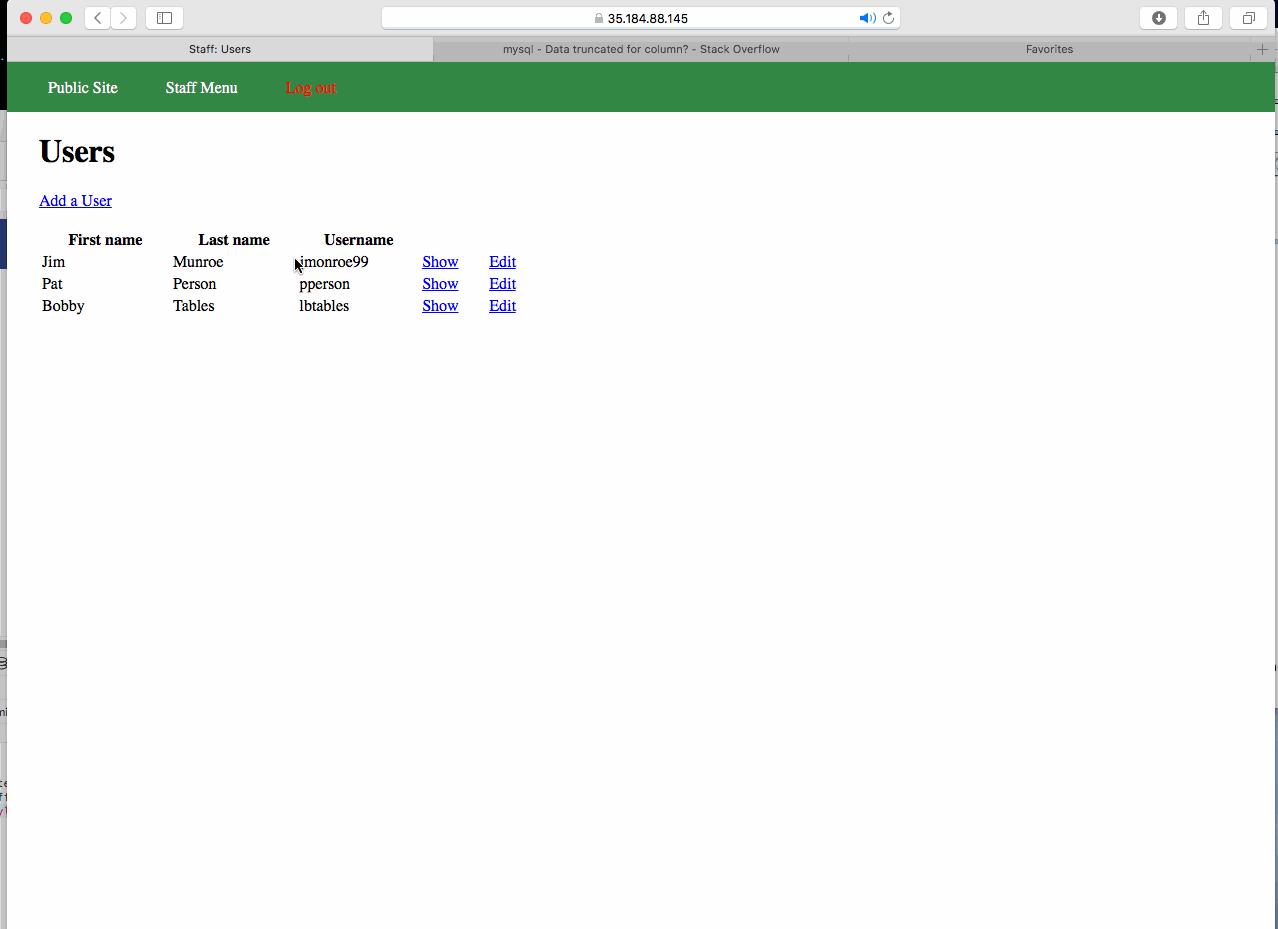 35.184.88.145
Staff: Users
mysql - Data truncated for column? - Stack Overflow
Favorites
Public Site Staff Menu Log out
Users
Add a User
First name Last name Username
Jim Munroe jmonroe99 Show Edit
Pat Person pperson Show Edit
Bobby Tables lbtables Show Edit